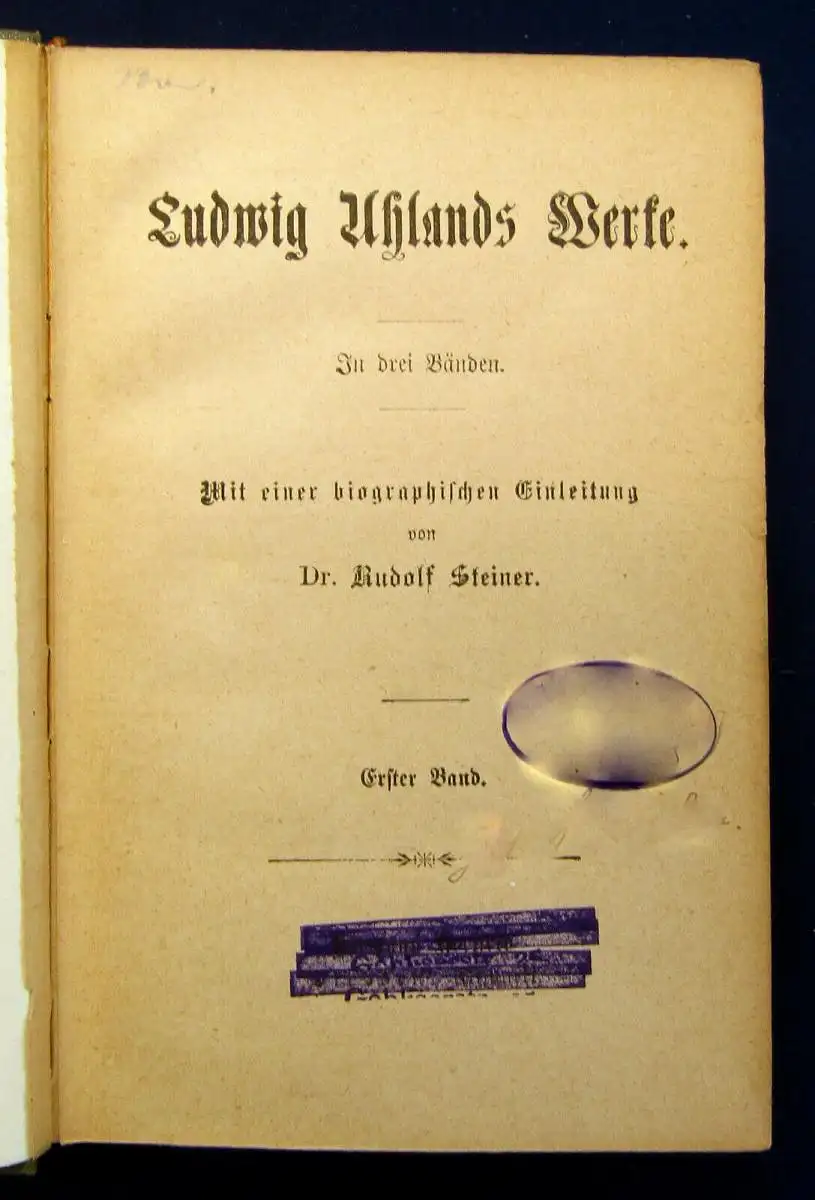 Ludwig Uhlands Werke.
In drei Bänden.
Mit einer biographischen Einleitung
von
Dr. Rudolf Steiner.
Erster Band.